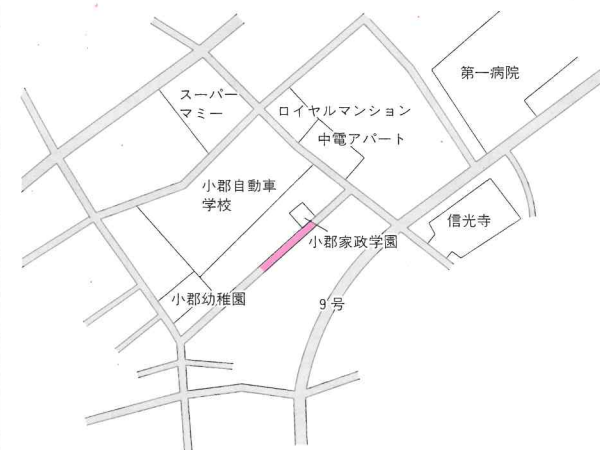 第一病院
スーパー
マミー
ロイヤルマンション
中電アパート
小郡自動車
学校
信光寺
小郡家政学園
小郡幼稚園
9号